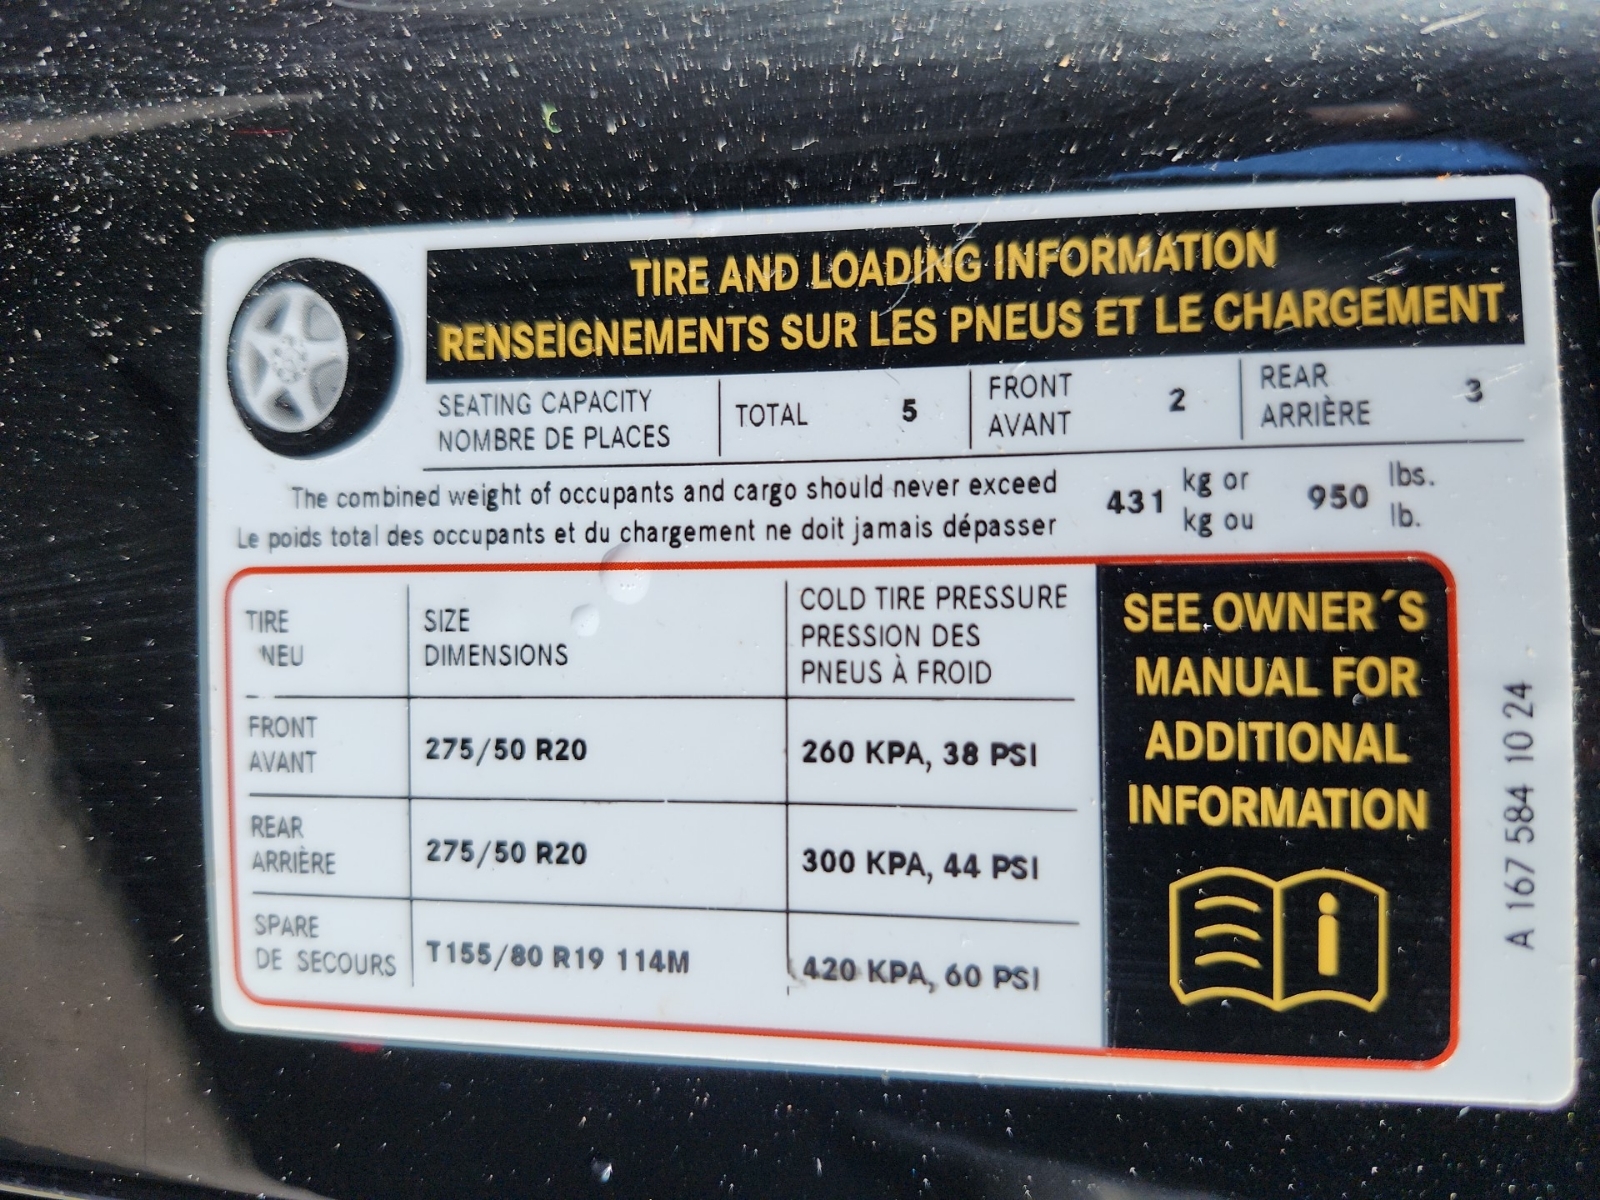 TIRE AND LOADING INFORMATION
RENSEIGNEMENTS SUR LES PNEUS ET LE CHARGEMENT
SEATING CAPACITY
NOMBRE DE PLACES
TOTAL 5
FRONT
AVANT
2
REAR
ARRIÈRE
3
The combined weight of occupants and cargo should never exceed
Le poids total des occupants et du chargement ne doit jamais dépasser
431
kg or
kg ou
950
lbs.
lb.
TIRE
NEU
SIZE
DIMENSIONS
COLD TIRE PRESSURE
PRESSION DES
PNEUS À FROID
FRONT
AVANT
275/50 R20
260 KPA, 38 PSI
REAR
ARRIÈRE
275/50 R20
300 KPA, 44 PSI
SPARE
DE SECOURS
T155/80 R19 114M
420 KPA, 60 PSI
SEE OWNER´S
MANUAL FOR
ADDITIONAL
INFORMATION
i
A 167 584 10 24